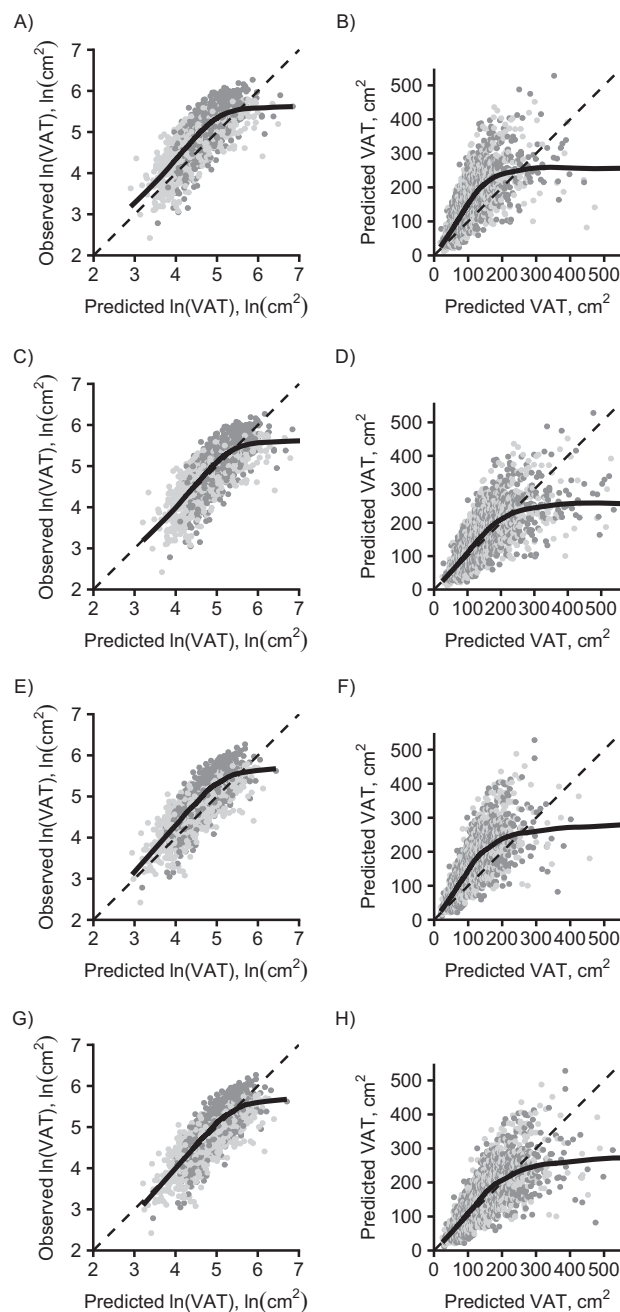 A)
Observed ln(VAT), ln(cm²)
7
6
5
4
3
2
2 3 4 5 6 7
Predicted ln(VAT), ln(cm²)
B)
Predicted VAT, cm²
500
400
300
200
100
0
0 100 200 300 400 500
Predicted VAT, cm²
C)
Observed ln(VAT), ln(cm²)
7
6
5
4
3
2
2 3 4 5 6 7
Predicted ln(VAT), ln(cm²)
D)
Predicted VAT, cm²
500
400
300
200
100
0
0 100 200 300 400 500
Predicted VAT, cm²
E)
Observed ln(VAT), ln(cm²)
7
6
5
4
3
2
2 3 4 5 6 7
Predicted ln(VAT), ln(cm²)
F)
Predicted VAT, cm²
500
400
300
200
100
0
0 100 200 300 400 500
Predicted VAT, cm²
G)
Observed ln(VAT), ln(cm²)
7
6
5
4
3
2
2 3 4 5 6 7
Predicted ln(VAT), ln(cm²)
H)
Predicted VAT, cm²
500
400
300
200
100
0
0 100 200 300 400 500
Predicted VAT, cm²